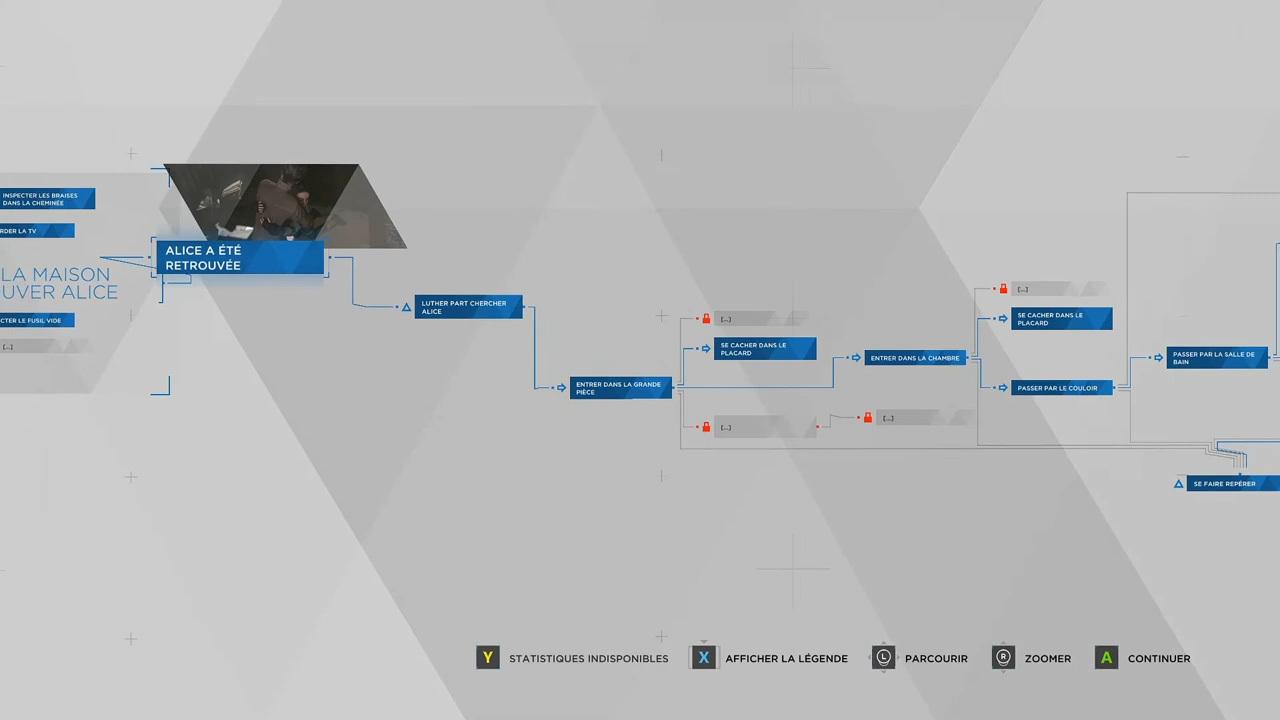 INSPECTER LES BRAISES
DANS LA CHEMINÉE
RDER LA TV
LA MAISON
UVER ALICE
CTER LE FUSIL VIDE
[...]
ALICE A ÉTÉ
RETROUVÉE
LUTHER PART CHERCHER
ALICE
ENTRER DANS LA GRANDE
PIÈCE
[...]
SE CACHER DANS LE
PLACARD
[...]
[...]
ENTRER DANS LA CHAMBRE
[...]
SE CACHER DANS LE
PLACARD
PASSER PAR LE COULOIR
PASSER PAR LA SALLE DE
BAIN
SE FAIRE REPÉRER
Y STATISTIQUES INDISPONIBLES X AFFICHER LA LÉGENDE L PARCOURIR R ZOOMER A CONTINUER